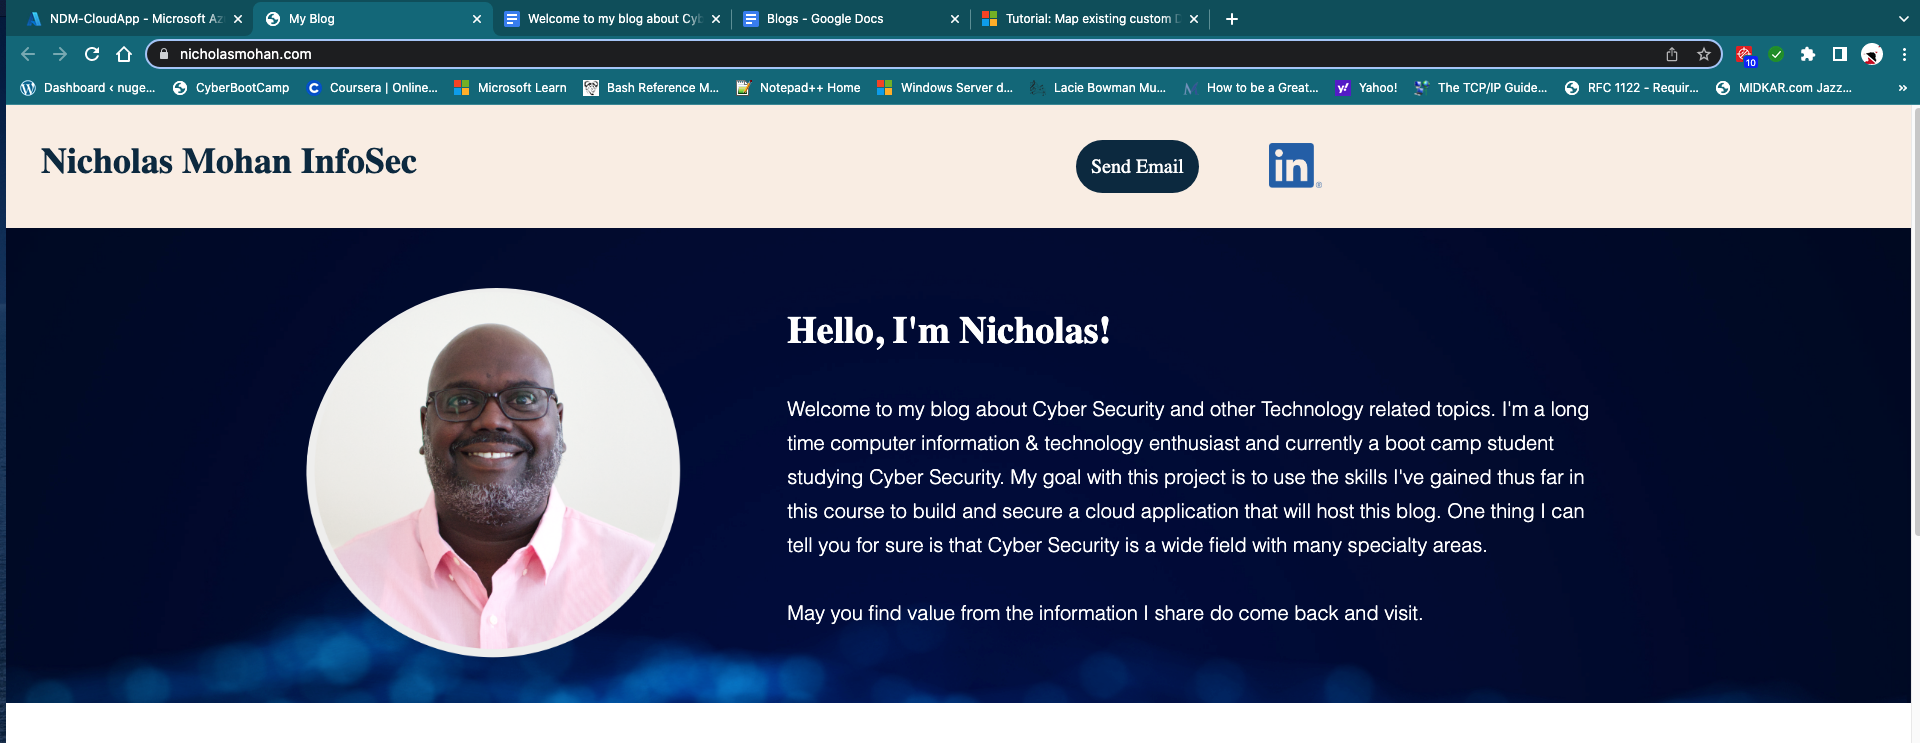 NDM-CloudApp - Microsoft Az
My Blog
Welcome to my blog about Cyb
Blogs - Google Docs
Tutorial: Map existing custom D
nicholasmohan.com
10
Dashboard ‹ nuge...
CyberBootCamp
Coursera | Online...
Microsoft Learn
Bash Reference M...
Notepad++ Home
Windows Server d...
Lacie Bowman Mu...
How to be a Great...
Yahoo!
The TCP/IP Guide...
RFC 1122 - Requir...
MIDKAR.com Jazz...
Nicholas Mohan InfoSec
Send Email
in
Hello, I'm Nicholas!
Welcome to my blog about Cyber Security and other Technology related topics. I'm a long
time computer information & technology enthusiast and currently a boot camp student
studying Cyber Security. My goal with this project is to use the skills I've gained thus far in
this course to build and secure a cloud application that will host this blog. One thing I can
tell you for sure is that Cyber Security is a wide field with many specialty areas.
May you find value from the information I share do come back and visit.